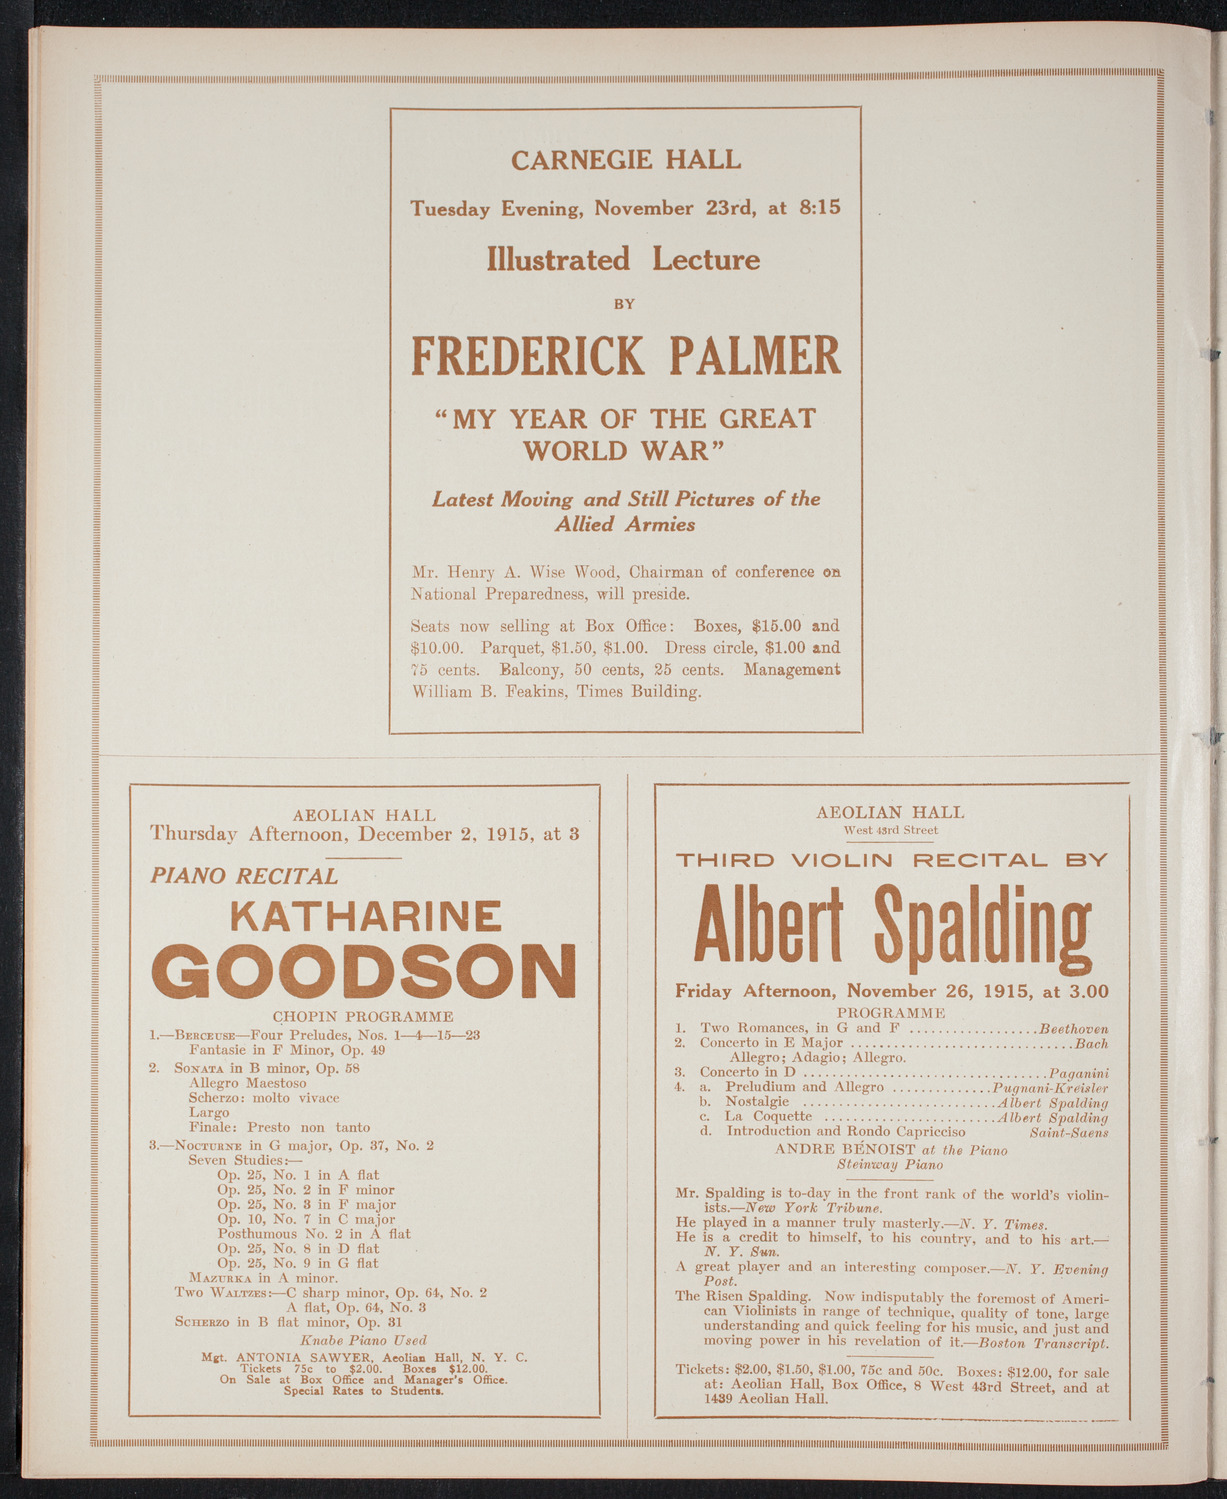 CARNEGIE HALL
Tuesday Evening, November 23rd, at 8:15
Illustrated Lecture
BY
FREDERICK PALMER
"MY YEAR OF THE GREAT
WORLD WAR"
Latest Moving and Still Pictures of the
Allied Armies
Mr. Henry A. Wise Wood, Chairman of conference on
National Preparedness, will preside.
Seats now selling at Box Office: Boxes, $15.00 and
$10.00. Parquet, $1.50, $1.00. Dress circle, $1.00 and
75 cents. Balcony, 50 cents, 25 cents. Management
William B. Feakins, Times Building.
AEOLIAN HALL
Thursday Afternoon, December 2, 1915, at 3
PIANO RECITAL
KATHARINE
GOODSON
CHOPIN PROGRAMME
1.—BERCEUSE—Four Preludes, Nos. 1—4—15—23
Fantasie in F Minor, Op. 49
2. SONATA in B minor, Op. 58
Allegro Maestoso
Scherzo: molto vivace
Largo
Finale: Presto non tanto
3.—NOCTURNE in G major, Op. 37, No. 2
Seven Studies:—
Op. 25, No. 1 in A flat
Op. 25, No. 2 in F minor
Op. 25, No. 3 in F major
Op. 10, No. 7 in C major
Posthumous No. 2 in A flat
Op. 25, No. 8 in D flat
Op. 25, No. 9 in G flat
MAZURKA in A minor.
TWO WALTZES:—C sharp minor, Op. 64, No. 2
A flat, Op. 64, No. 3
SCHERZO in B flat minor, Op. 31
Knabe Piano Used
Mgt. ANTONIA SAWYER, Aeolian Hall, N. Y. C.
Tickets 75c to $2.00. Boxes $12.00.
On Sale at Box Office and Manager's Office.
Special Rates to Students.
AEOLIAN HALL
West 43rd Street
THIRD VIOLIN RECITAL BY
Albert Spalding
Friday Afternoon, November 26, 1915, at 3.00
PROGRAMME
1. Two Romances, in G and F ..................Beethoven
2. Concerto in E Major ...............................Bach
Allegro; Adagio; Allegro.
3. Concerto in D ..................................Paganini
4. a. Preludium and Allegro ..............Pugnani-Kreisler
b. Nostalgie ...........................Albert Spalding
c. La Coquette .........................Albert Spalding
d. Introduction and Rondo Capricciso Saint-Saens
ANDRE BÉNOIST at the Piano
Steinway Piano
Mr. Spalding is to-day in the front rank of the world's violin-
ists.—New York Tribune.
He played in a manner truly masterly.—N. Y. Times.
He is a credit to himself, to his country, and to his art.—
N. Y. Sun.
A great player and an interesting composer.—N. Y. Evening
Post.
The Risen Spalding. Now indisputably the foremost of Ameri-
can Violinists in range of technique, quality of tone, large
understanding and quick feeling for his music, and just and
moving power in his revelation of it.—Boston Transcript.
Tickets: $2.00, $1.50, $1.00, 75c and 50c. Boxes: $12.00, for sale
at: Aeolian Hall, Box Office, 8 West 43rd Street, and at
1439 Aeolian Hall.